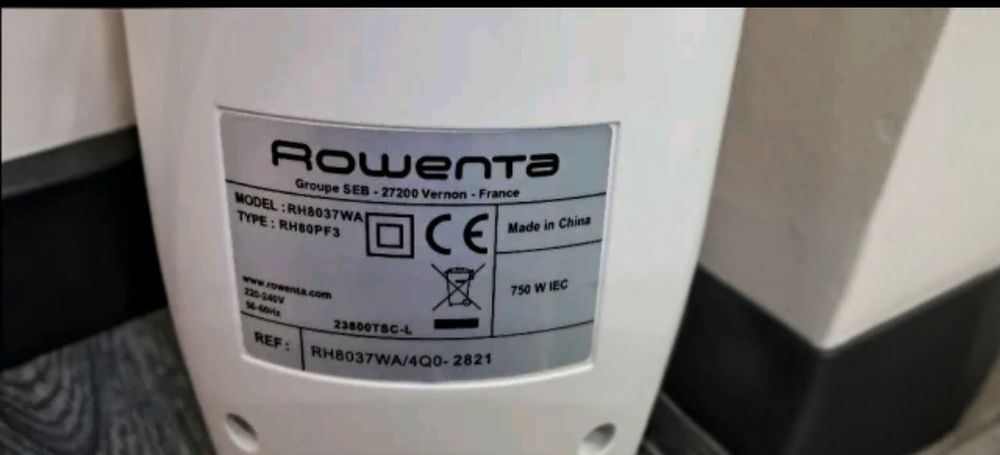 Rowenta
Groupe SEB - 27200 Vernon - France
MODEL : RH8037WA
TYPE : RH80PF3
CE
Made in China
750 W IEC
www.rowenta.com
220-240V
50-60Hz
23800TSC-L
REF :
RH8037WA/4Q0- 2821